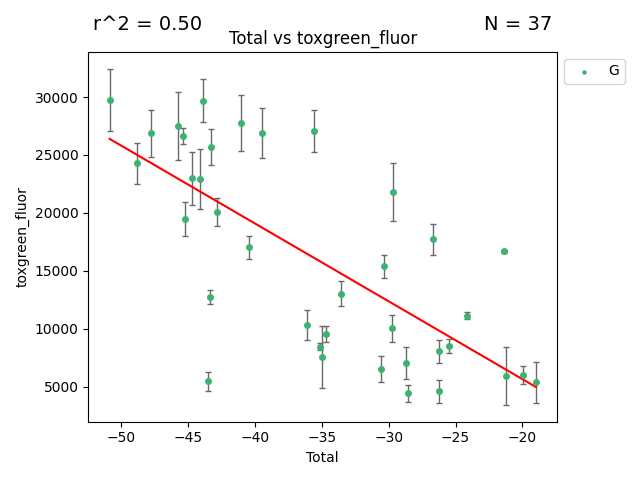 r^2 = 0.50
N = 37
Total vs toxgreen_fluor
G
toxgreen_fluor
30000
25000
20000
15000
10000
5000
−50
−45
−40
−35
−30
−25
−20
Total